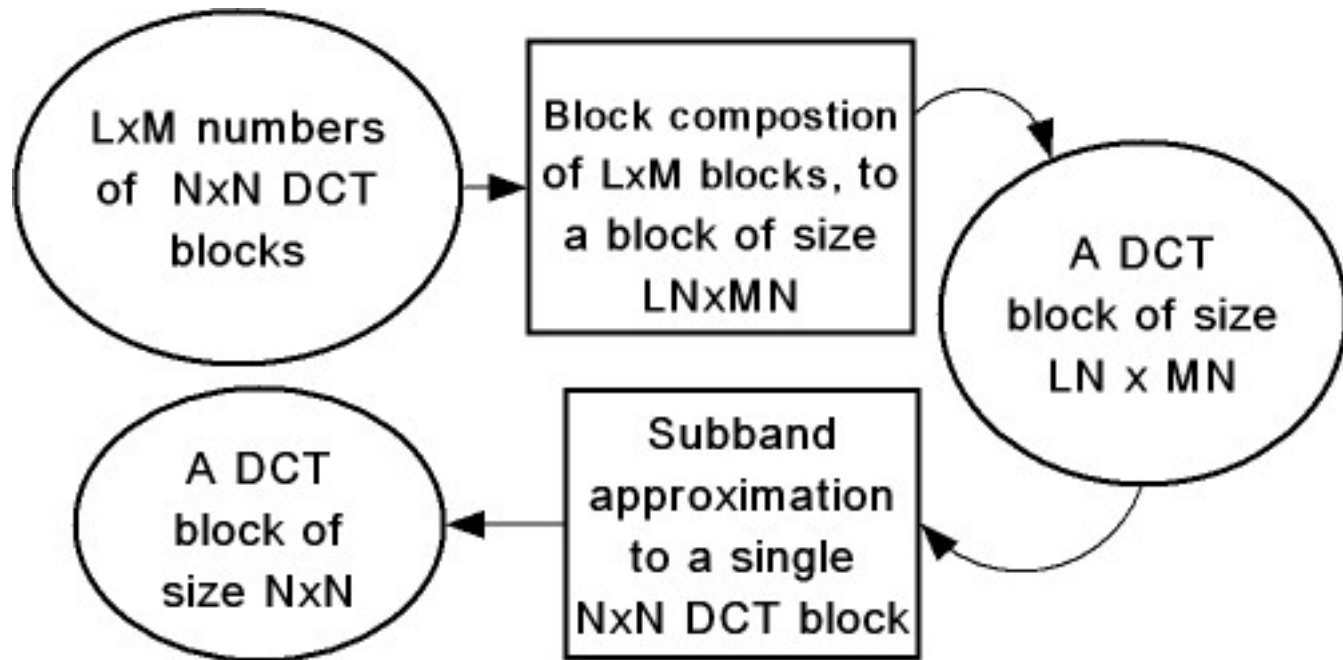 LxM numbers
of NxN DCT
blocks
Block compostion
of LxM blocks, to
a block of size
LNxMN
A DCT
block of size
LN x MN
Subband
approximation
to a single
NxN DCT block
A DCT
block of
size NxN